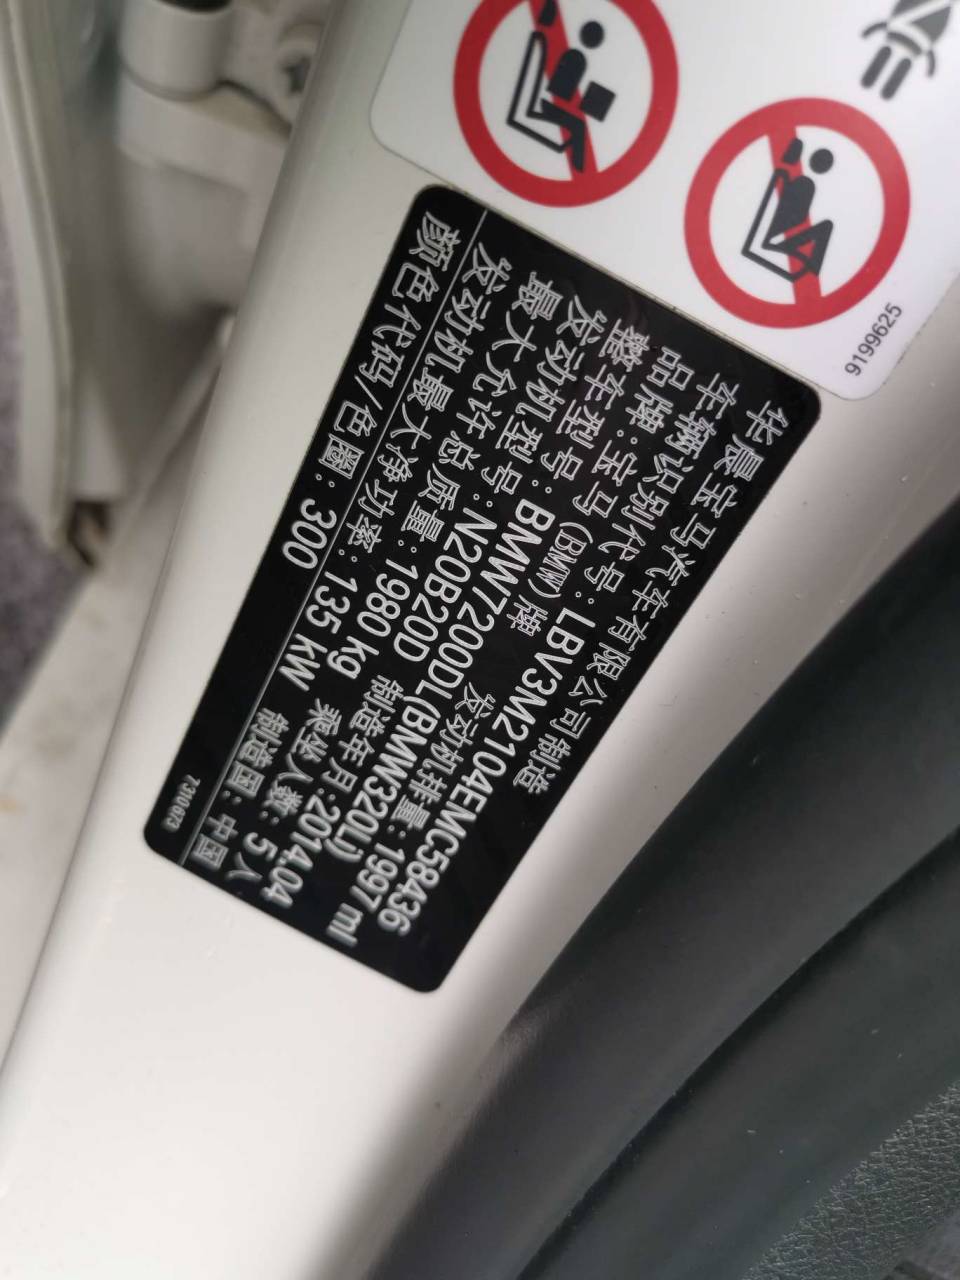 9199625
华晨宝马汽车有限公司制造
车辆识别代号: LBV3M2104EMC58436
品牌: 宝马 (BMW) 牌 发动机排量: 1997 ml
整车型号: BMW7200DL(BMW320Li)
发动机型号: N20B20D 制造年月: 2014.04
最大允许总质量: 1980 kg 乘坐人数: 5 人
发动机最大净功率: 135 kW 制造国: 中国
颜色代码/色圈: 300
7310673